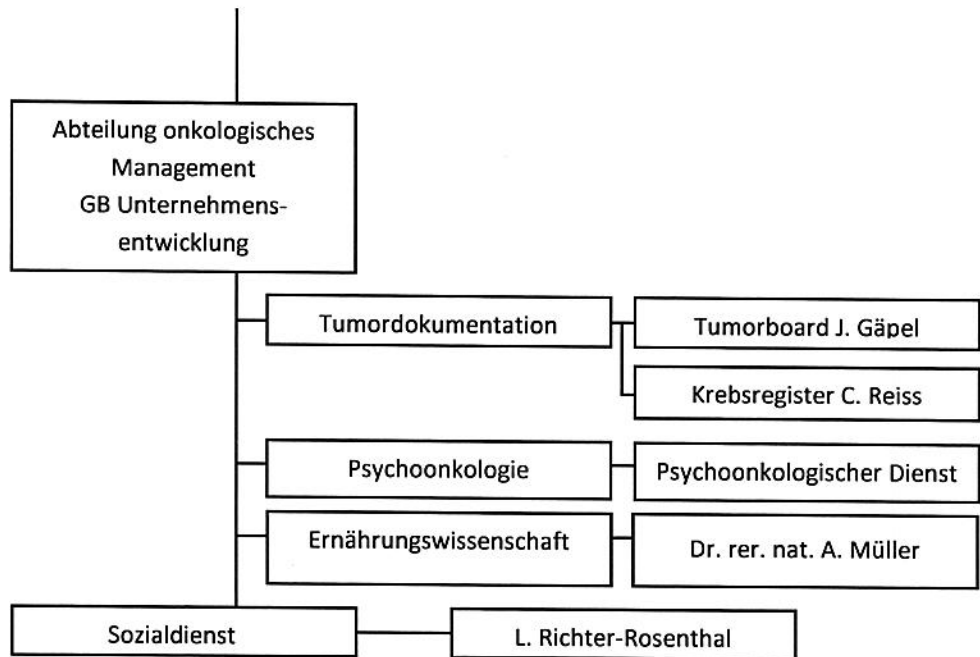 Abteilung onkologisches
Management
GB Unternehmens-
entwicklung
Tumordokumentation
Tumorboard J. Gäpel
Krebsregister C. Reiss
Psychoonkologie
Psychoonkologischer Dienst
Ernährungswissenschaft
Dr. rer. nat. A. Müller
Sozialdienst
L. Richter-Rosenthal